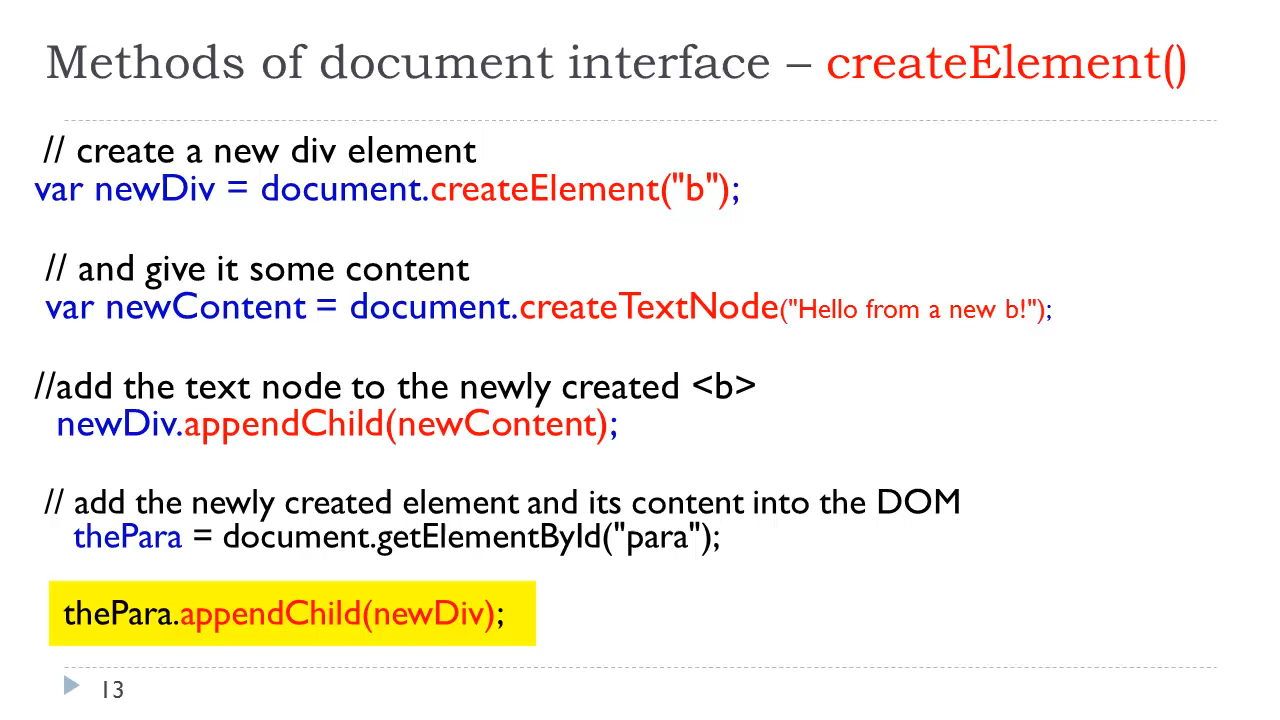 Methods of document interface – createElement()
// create a new div element
var newDiv = document.createElement("b");
// and give it some content
var newContent = document.createTextNode("Hello from a new b!");
//add the text node to the newly created <b>
newDiv.appendChild(newContent);
// add the newly created element and its content into the DOM
thePara = document.getElementById("para");
thePara.appendChild(newDiv);
13